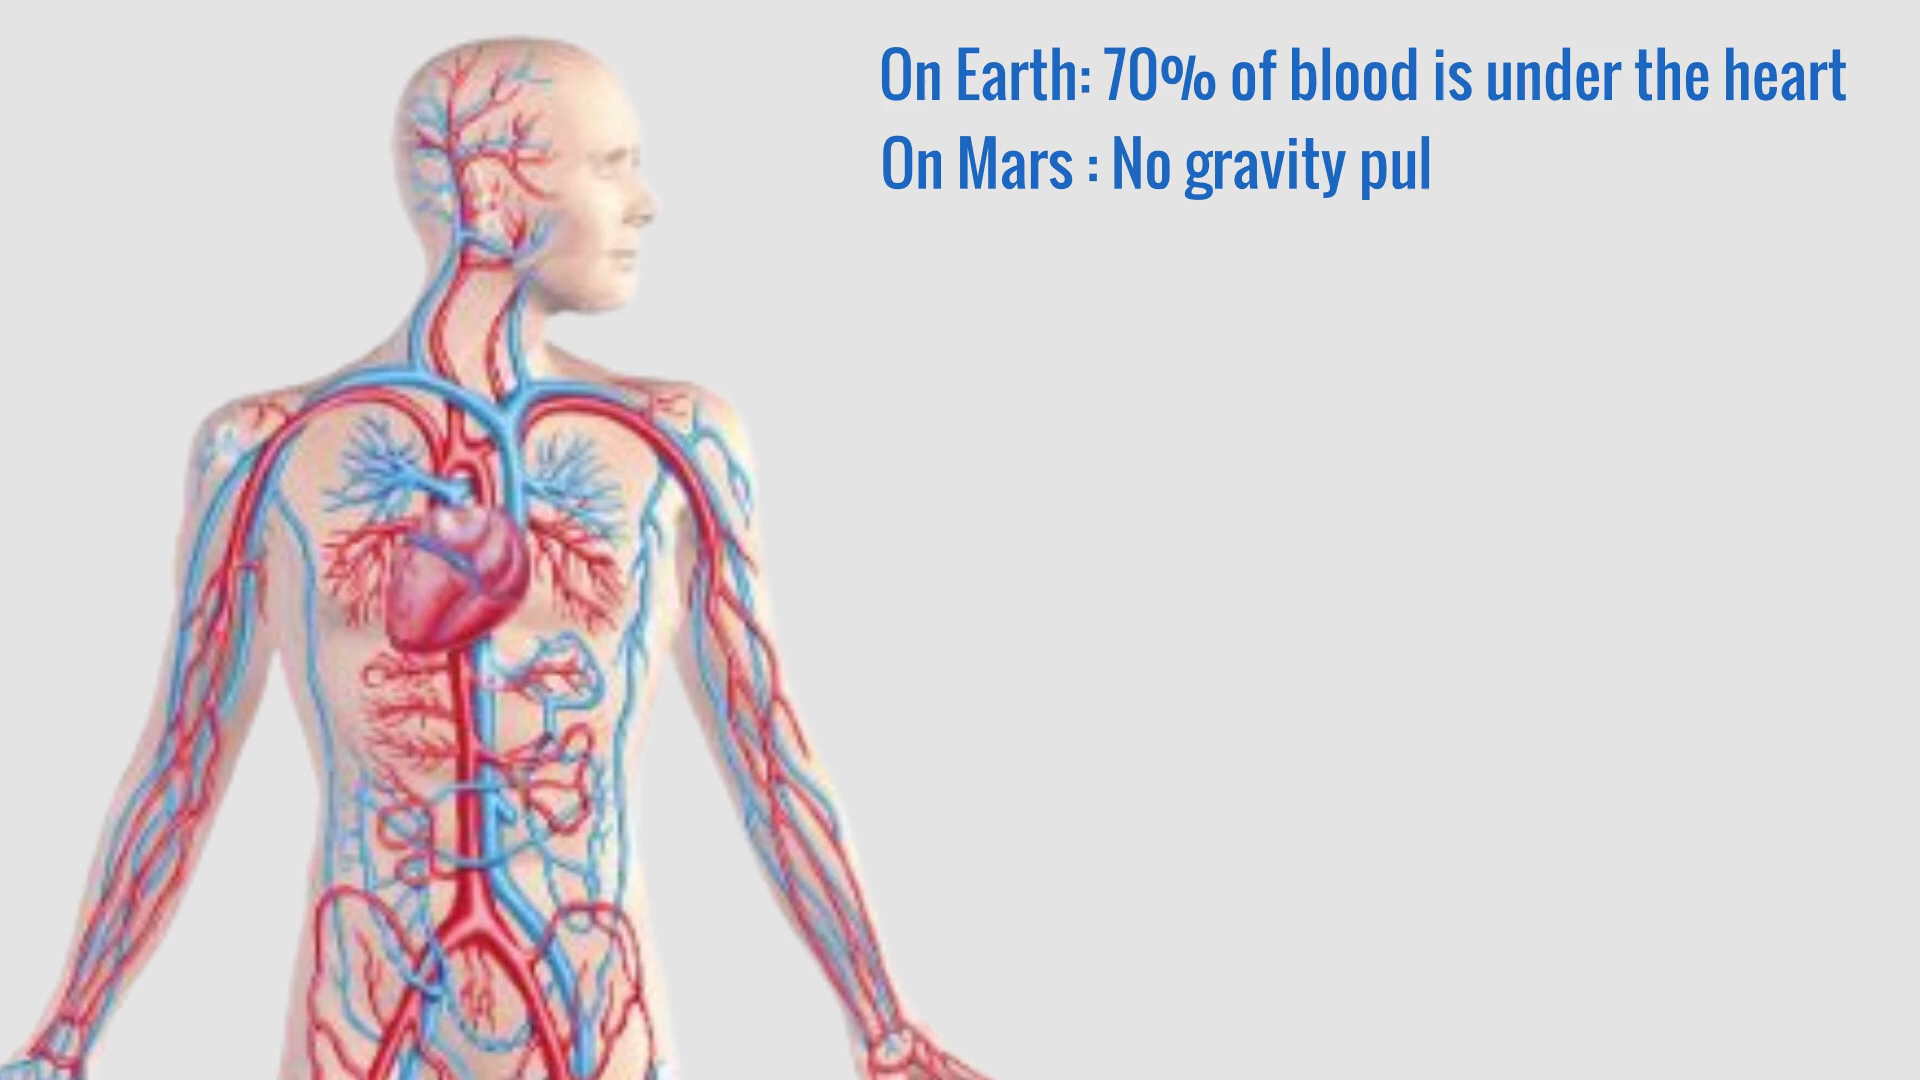 On Earth: 70% of blood is under the heart
On Mars : No gravity pul